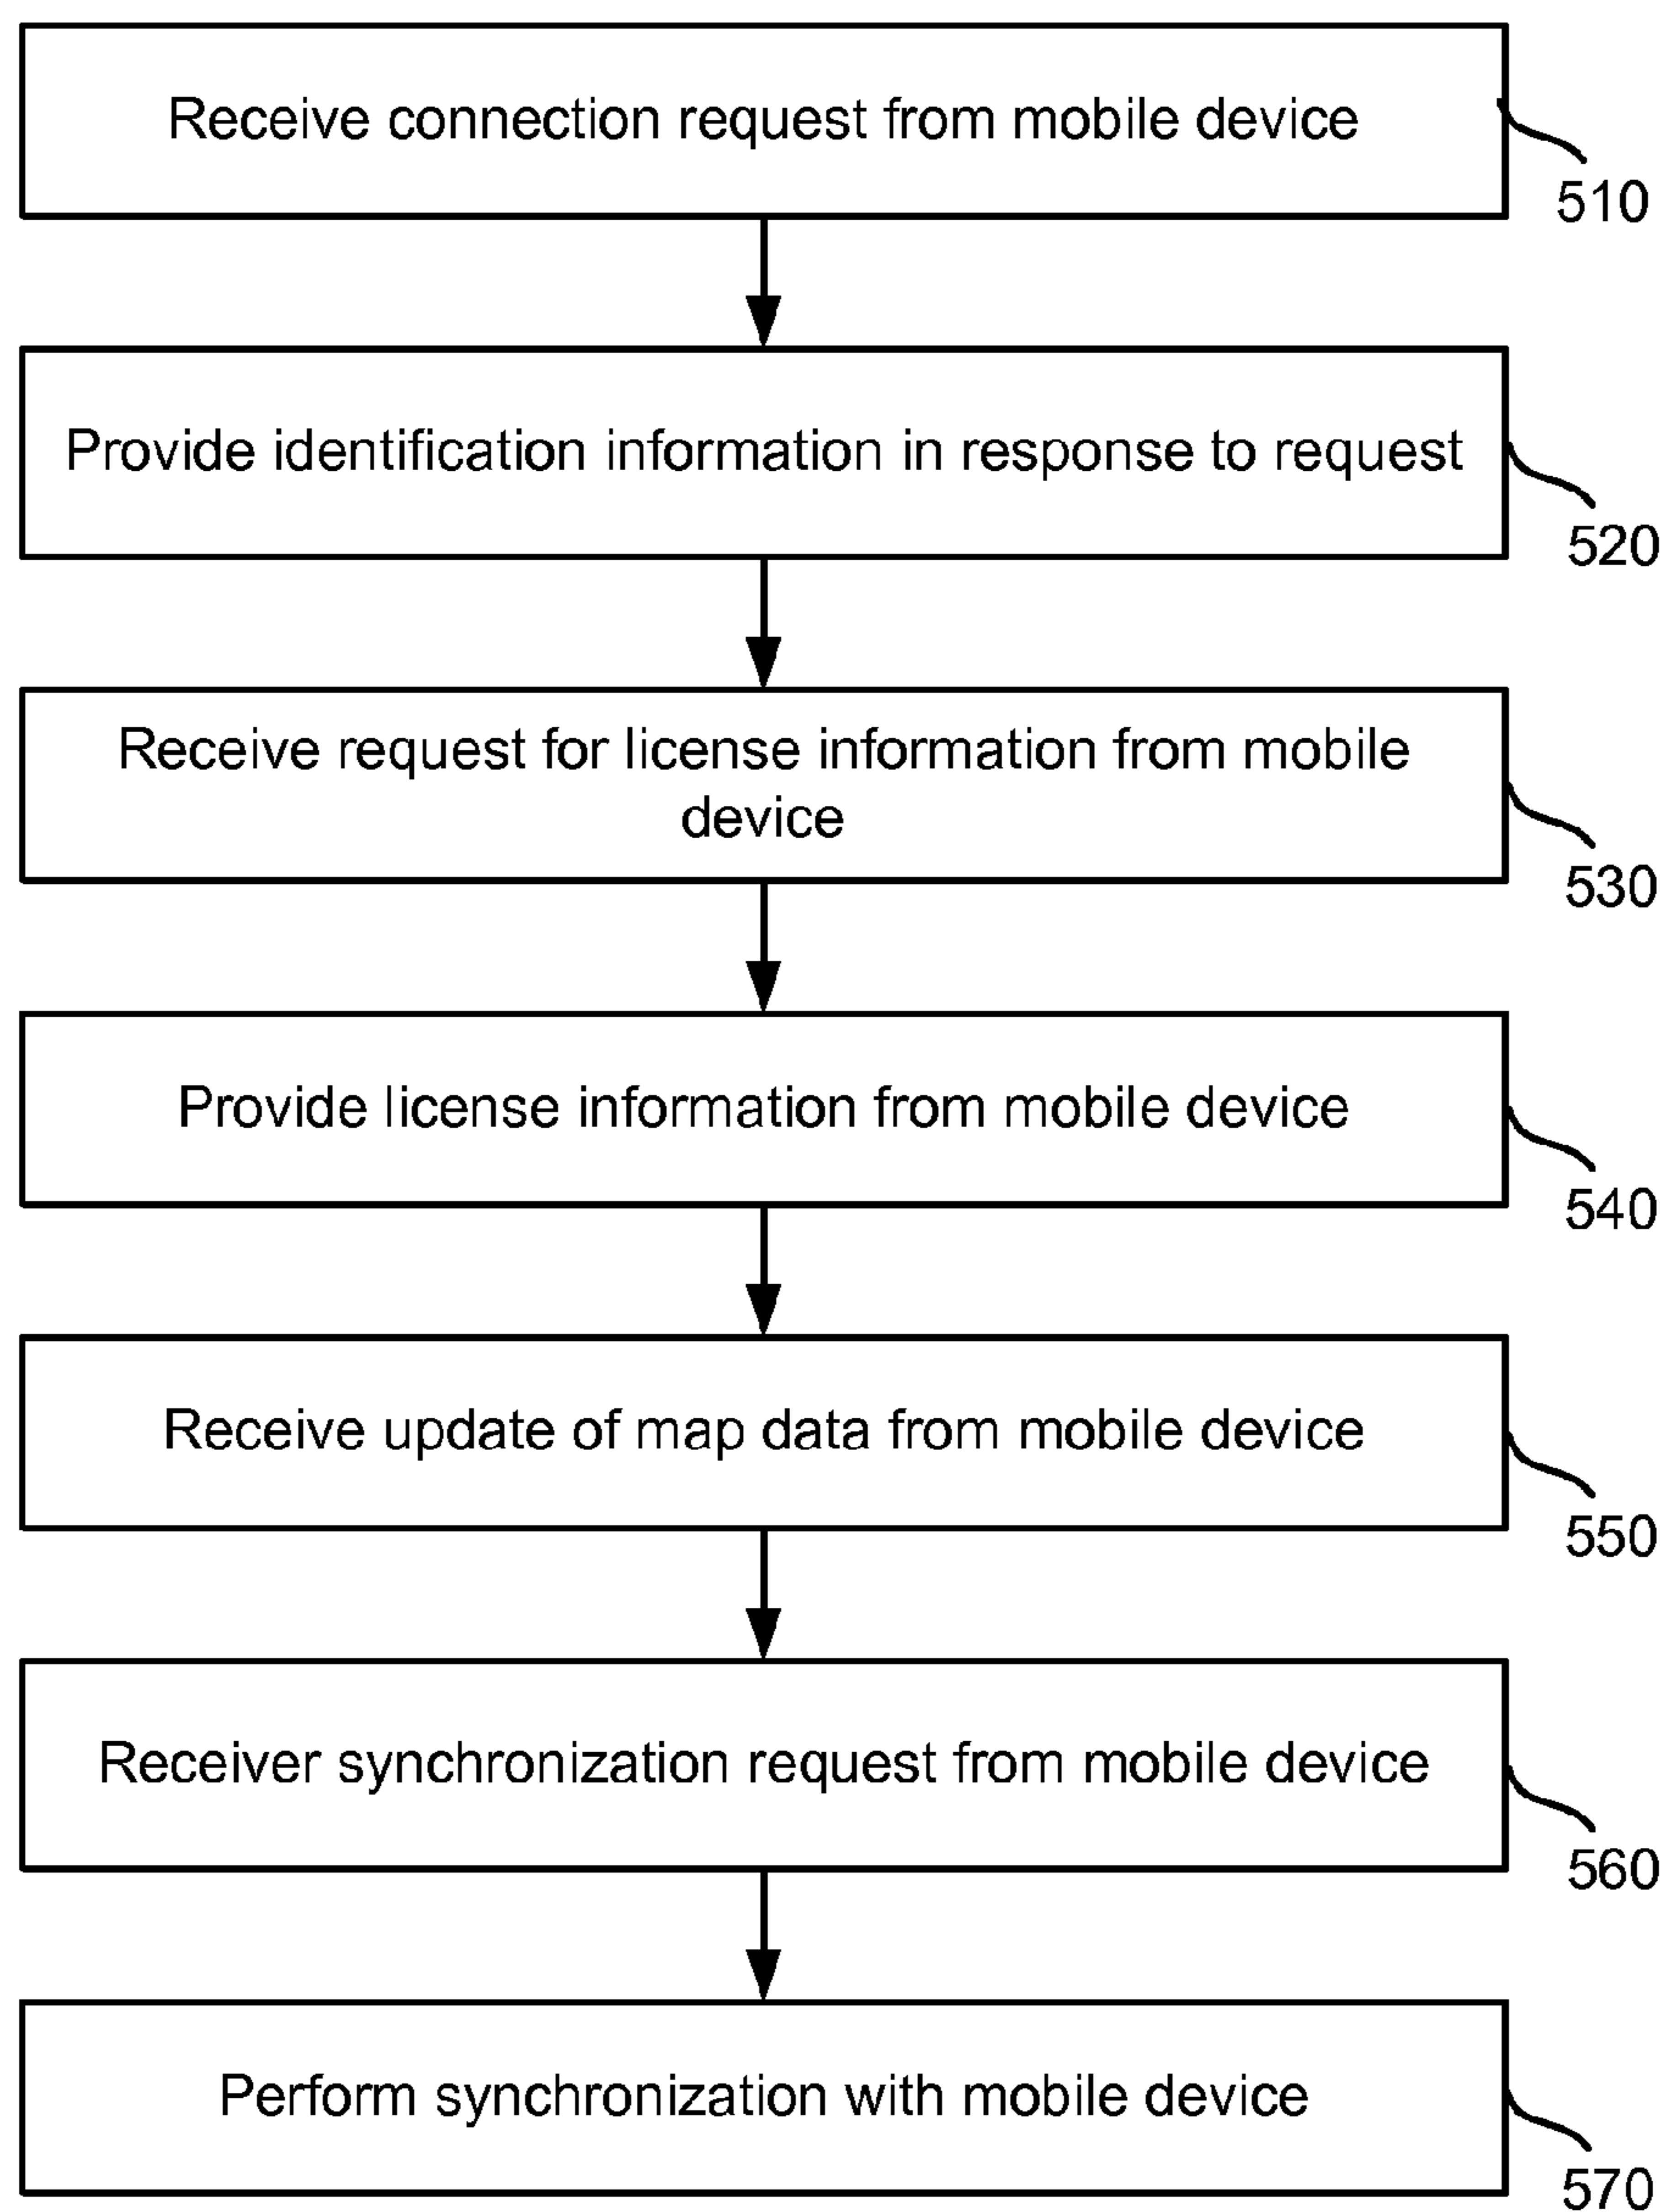 Receive connection request from mobile device
510
Provide identification information in response to request
520
Receive request for license information from mobile
device
530
Provide license information from mobile device
540
Receive update of map data from mobile device
550
Receiver synchronization request from mobile device
560
Perform synchronization with mobile device
570